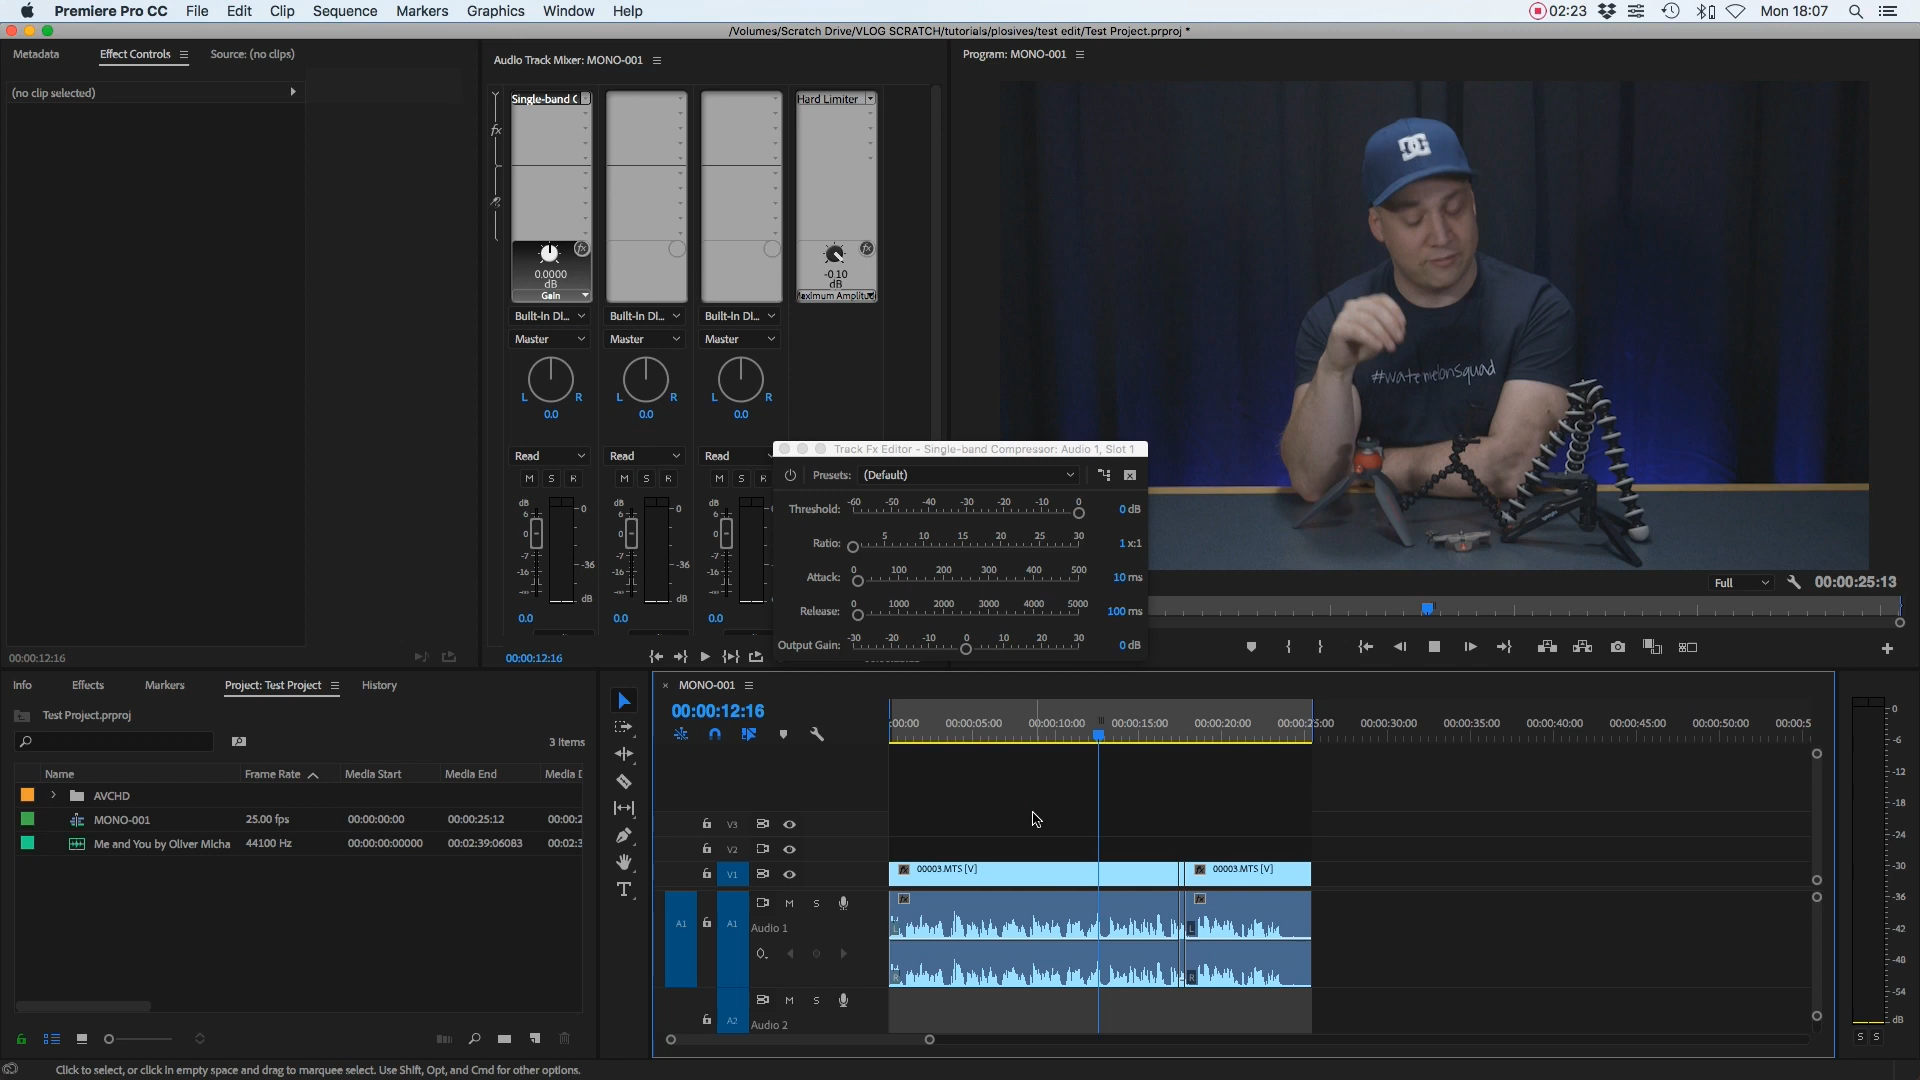 Premiere Pro CC File Edit Clip Sequence Markers Graphics Window Help
02:23 Mon 18:07
/Volumes/Scratch Drive/VLOG SCRATCH/tutorials/plosives/test edit/Test Project.prproj *
Metadata Effect Controls Source: (no clips)
(no clip selected)
00:00:12:16
Audio Track Mixer: MONO-001
Single-band C Hard Limiter
fx
0.0000 -0.10
dB dB
Gain Maximum Amplitude
Built-In Di... Built-In Di... Built-In Di...
Master Master Master
L R L R L R
0.0 0.0 0.0
Read Read Read
M S R M S R M S R
dB dB dB
6 6 6
0 0 0
-7 -7 -7
-16 -16 -16
-∞ -∞ -∞
0 0 0
-36 -36
dB dB
0.0 0.0 0.0
00:00:12:16
Track Fx Editor - Single-band Compressor: Audio 1, Slot 1
Presets: (Default)
Threshold: -60 -50 -40 -30 -20 -10 0 0 dB
Ratio: 5 10 15 20 25 30 1 x:1
Attack: 0 100 200 300 400 500 10 ms
Release: 0 1000 2000 3000 4000 5000 100 ms
Output Gain: -30 -20 -10 0 10 20 30 0 dB
Program: MONO-001
DC
#watermelonsquad
Full 00:00:25:13
Info Effects Markers Project: Test Project History
Test Project.prproj
3 Items
Name Frame Rate Media Start Media End Media D
AVCHD
MONO-001 25.00 fps 00:00:00:00 00:00:25:12 00:00:2
Me and You by Oliver Micha 44100 Hz 00:00:00:00000 00:02:39:06083 00:02:3
MONO-001
00:00:12:16
:00:00 00:00:05:00 00:00:10:00 00:00:15:00 00:00:20:00 00:00:25:00 00:00:30:00 00:00:35:00 00:00:40:00 00:00:45:00 00:00:50:00 00:00:5
V3
V2
V1 00003.MTS [V] 00003.MTS [V]
A1 A1 M S
Audio 1
L L
R R
M S
A2 Audio 2
0
-6
-12
-18
-24
-30
-36
-42
-48
-54
dB
S S
Click to select, or click in empty space and drag to marquee select. Use Shift, Opt, and Cmd for other options.